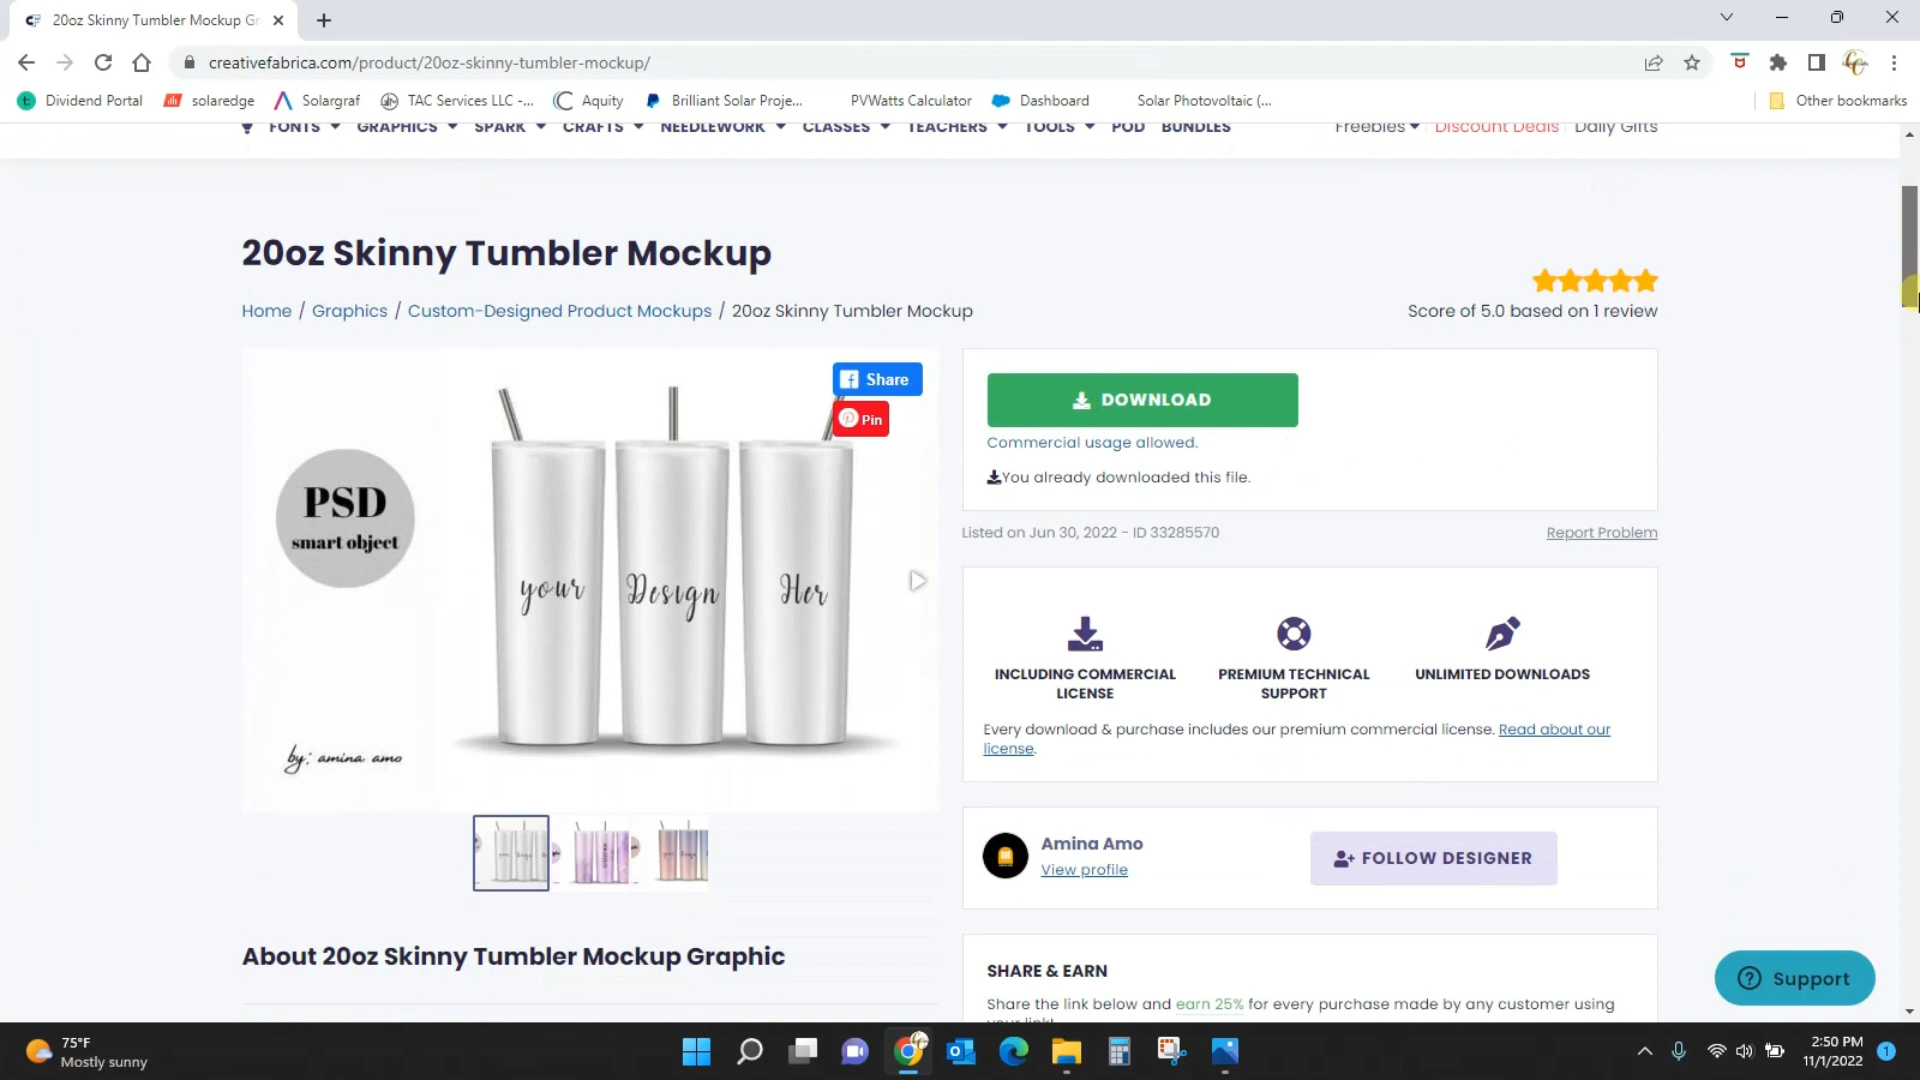 20oz Skinny Tumbler Mockup Gr
creativefabrica.com/product/20oz-skinny-tumbler-mockup/
Dividend Portal solaredge Solargraf TAC Services LLC -... Aquity Brilliant Solar Proje... PVWatts Calculator Dashboard Solar Photovoltaic (... Other bookmarks
FONTS GRAPHICS SPARK CRAFTS NEEDLEWORK CLASSES TEACHERS TOOLS POD BUNDLES Freebies Discount Deals Daily Gifts
20oz Skinny Tumbler Mockup
Home / Graphics / Custom-Designed Product Mockups / 20oz Skinny Tumbler Mockup
Score of 5.0 based on 1 review
Share
Pin
PSD
smart object
your Design Her
by: amina amo
DOWNLOAD
Commercial usage allowed.
You already downloaded this file.
Listed on Jun 30, 2022 - ID 33285570
Report Problem
INCLUDING COMMERCIAL
LICENSE
PREMIUM TECHNICAL
SUPPORT
UNLIMITED DOWNLOADS
Every download & purchase includes our premium commercial license. Read about our
license.
Amina Amo
View profile
FOLLOW DESIGNER
About 20oz Skinny Tumbler Mockup Graphic
SHARE & EARN
Share the link below and earn 25% for every purchase made by any customer using
your link!
Support
75°F
Mostly sunny
2:50 PM
11/1/2022
1